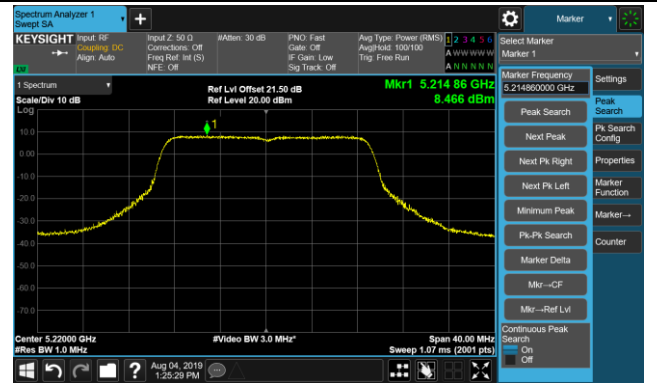 Spectrum Analyzer 1
Swept SA
Marker
KEYSIGHT
Input: RF
Coupling: DC
Align: Auto
Input Z: 50 Ω
Corrections: Off
Freq Ref: Int (S)
NFE: Off
#Atten: 30 dB
PNO: Fast
Gate: Off
IF Gain: Low
Sig Track: Off
Avg Type: Power (RMS)
Avg|Hold: 100/100
Trig: Free Run
1 2 3 4 5 6
A W W W W W
A N N N N N
LXI
Select Marker
Marker 1
1 Spectrum
Scale/Div 10 dB
Log
Ref Lvl Offset 21.50 dB
Ref Level 20.00 dBm
Mkr1 5.214 86 GHz
8.466 dBm
1
10.0
0.00
-10.0
-20.0
-30.0
-40.0
-50.0
-60.0
-70.0
Center 5.22000 GHz
#Res BW 1.0 MHz
#Video BW 3.0 MHz*
Span 40.00 MHz
Sweep 1.07 ms (2001 pts)
Marker Frequency
5.214860000 GHz
Peak Search
Next Peak
Next Pk Right
Next Pk Left
Minimum Peak
Pk-Pk Search
Marker Delta
Mkr→CF
Mkr→Ref Lvl
Continuous Peak
Search
On
Off
Settings
Peak
Search
Pk Search
Config
Properties
Marker
Function
Marker→
Counter
?
Aug 04, 2019
1:25:29 PM